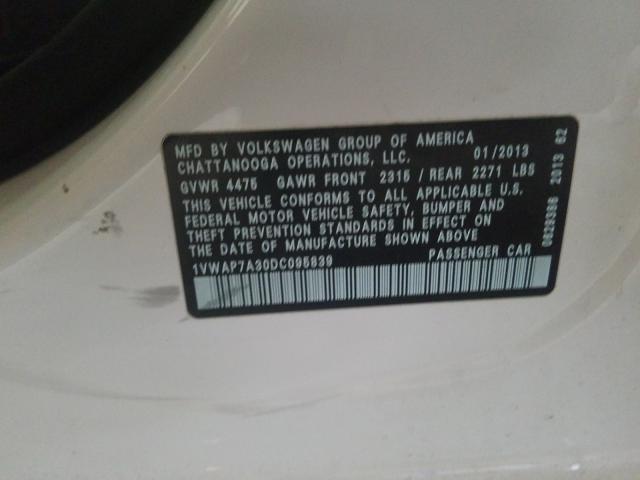 MFD BY VOLKSWAGEN GROUP OF AMERICA
CHATTANOOGA OPERATIONS, LLC. 01/2013
GVWR 4475 GAWR FRONT 2315 / REAR 2271 LBS
THIS VEHICLE CONFORMS TO ALL APPLICABLE U.S.
FEDERAL MOTOR VEHICLE SAFETY, BUMPER AND
THEFT PREVENTION STANDARDS IN EFFECT ON
THE DATE OF MANUFACTURE SHOWN ABOVE
1VWAP7A30DC095839 PASSENGER CAR
2013 62